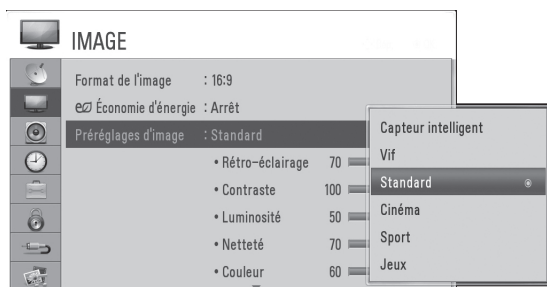 IMAGE
Format de l'image : 16:9
Économie d'énergie : Arrêt
Préréglages d'image : Standard
• Rétro-éclairage 70
• Contraste 100
• Luminosité 50
• Netteté 70
• Couleur 60
Capteur intelligent
Vif
Standard
Cinéma
Sport
Jeux